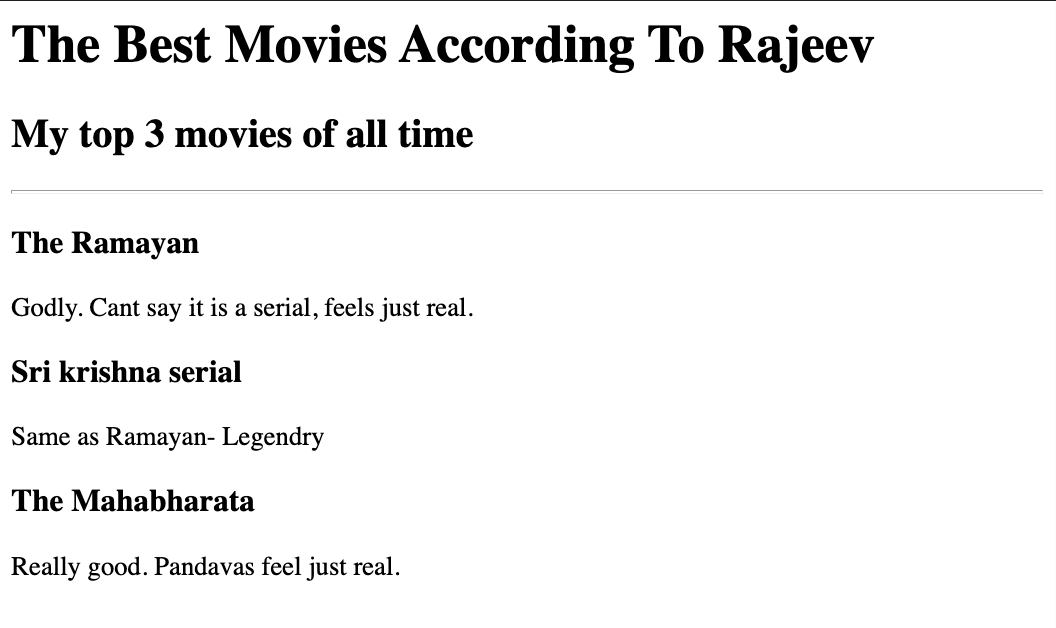 The Best Movies According To Rajeev
My top 3 movies of all time
The Ramayan
Godly. Cant say it is a serial, feels just real.
Sri krishna serial
Same as Ramayan- Legendry
The Mahabharata
Really good. Pandavas feel just real.